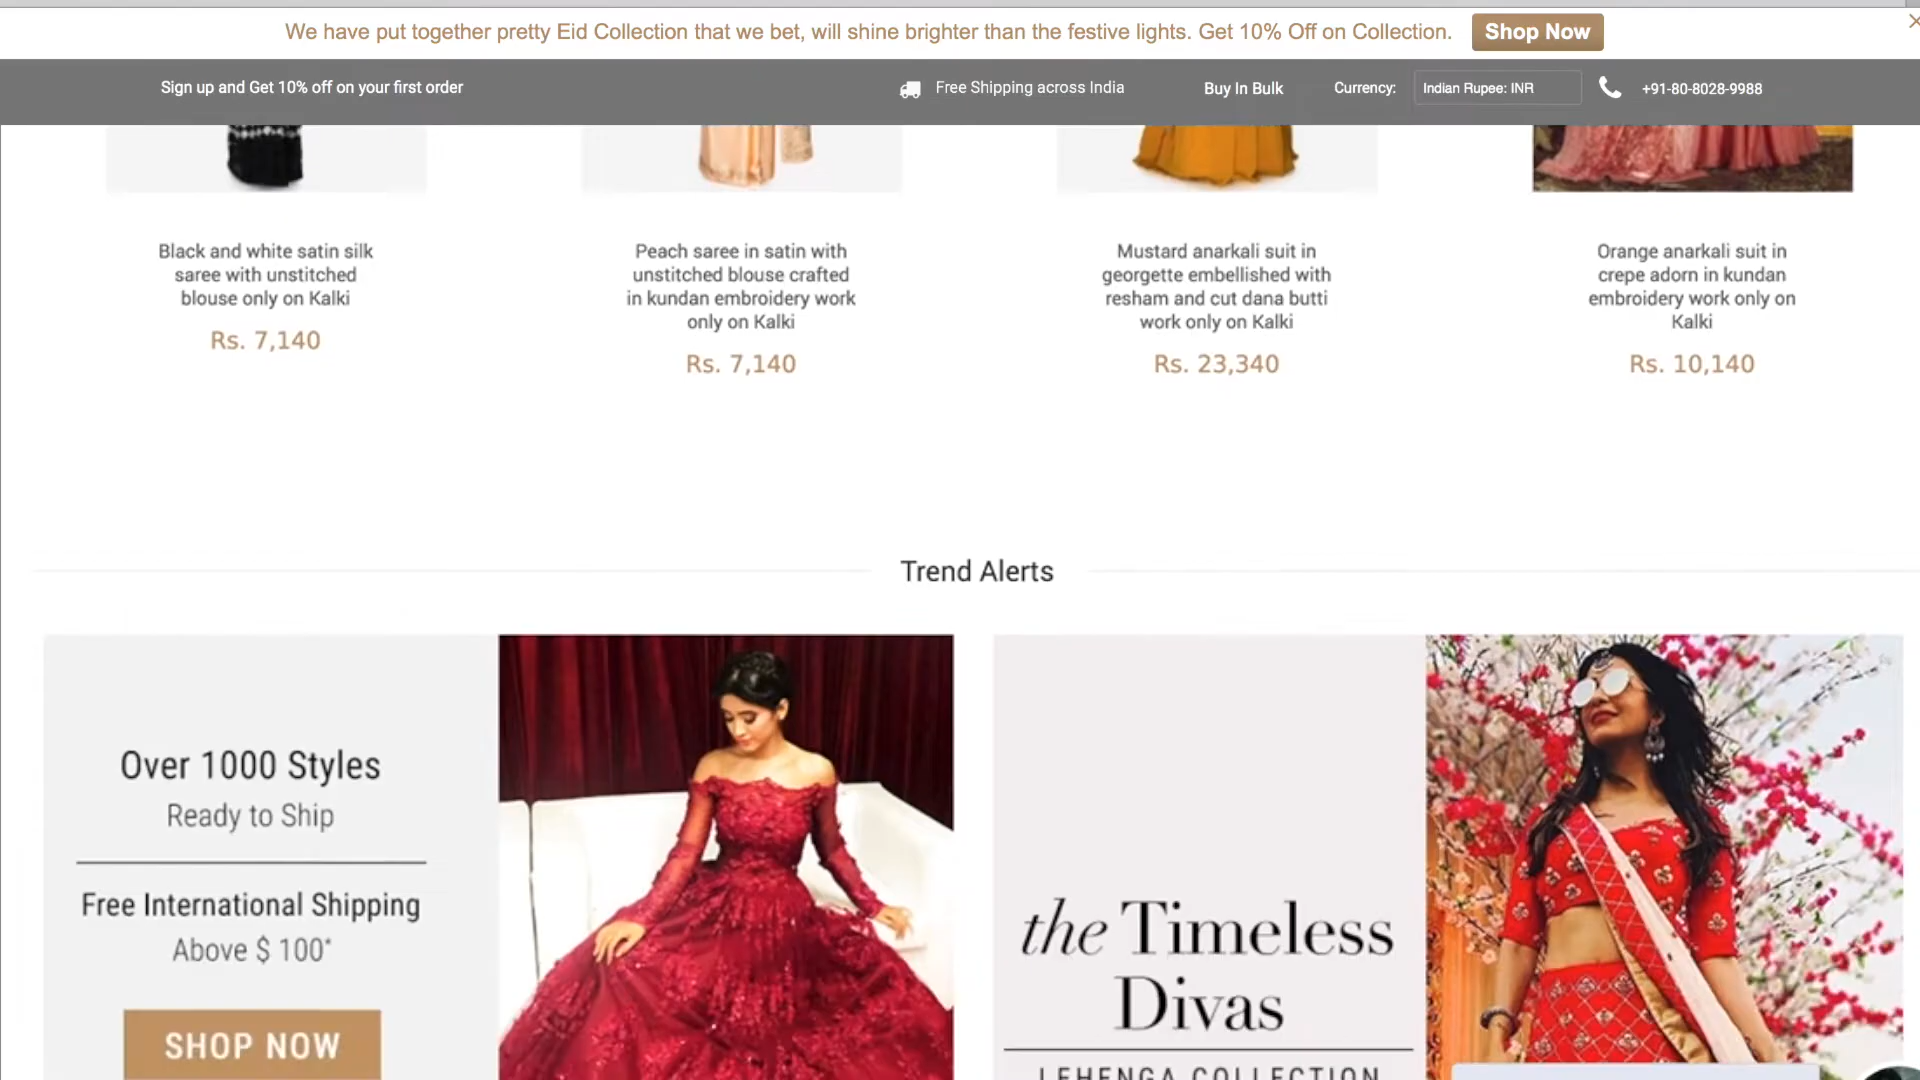 We have put together pretty Eid Collection that we bet, will shine brighter than the festive lights. Get 10% Off on Collection. Shop Now
Sign up and Get 10% off on your first order Free Shipping across India Buy In Bulk Currency: Indian Rupee: INR +91-80-8028-9988
Black and white satin silk
saree with unstitched
blouse only on Kalki
Rs. 7,140
Peach saree in satin with
unstitched blouse crafted
in kundan embroidery work
only on Kalki
Rs. 7,140
Mustard anarkali suit in
georgette embellished with
resham and cut dana butti
work only on Kalki
Rs. 23,340
Orange anarkali suit in
crepe adorn in kundan
embroidery work only on
Kalki
Rs. 10,140
Trend Alerts
Over 1000 Styles
Ready to Ship
Free International Shipping
Above $ 100*
SHOP NOW
the Timeless
Divas
LEHENGA COLLECTION